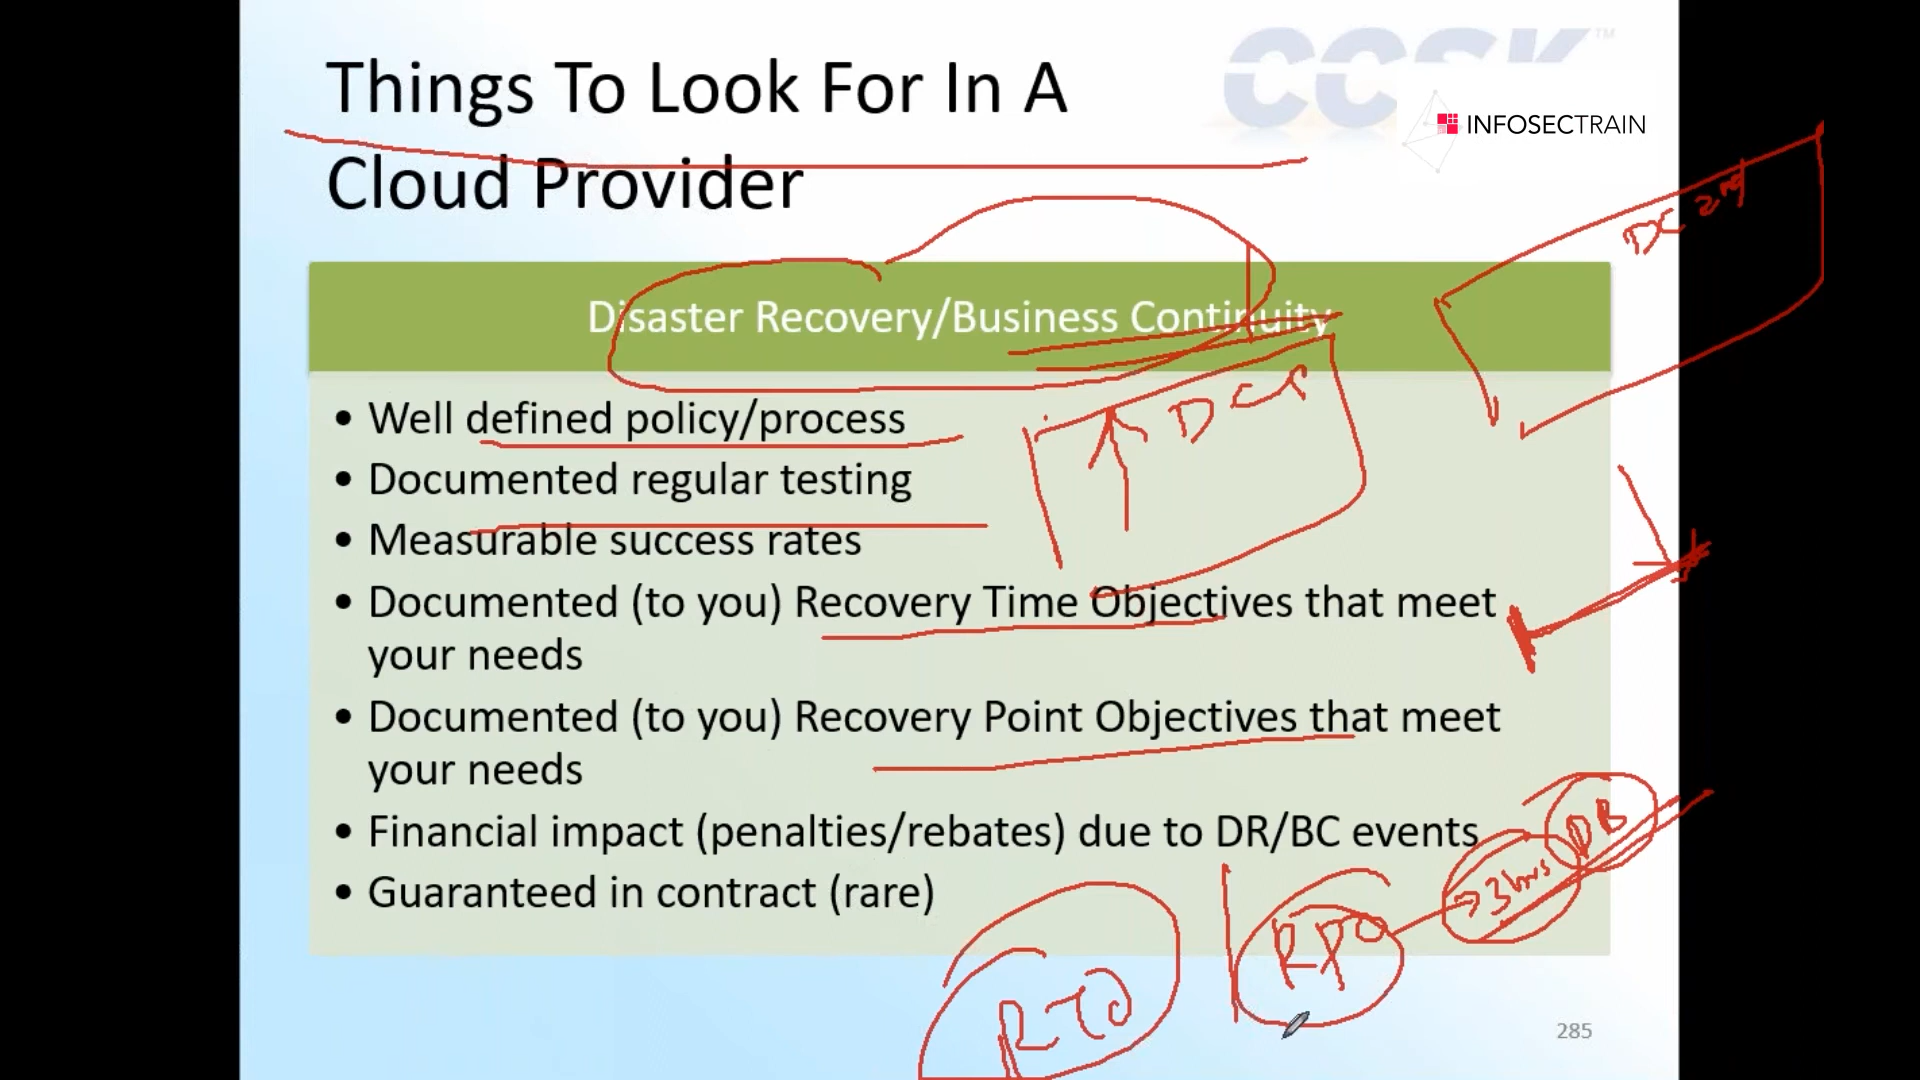 Things To Look For In A
Cloud Provider
CCSK™
INFOSECTRAIN
Disaster Recovery/Business Continuity
• Well defined policy/process
• Documented regular testing
• Measurable success rates
• Documented (to you) Recovery Time Objectives that meet
your needs
• Documented (to you) Recovery Point Objectives that meet
your needs
• Financial impact (penalties/rebates) due to DR/BC events
• Guaranteed in contract (rare)
DC
DB
3hrs
RPO
RTO
285